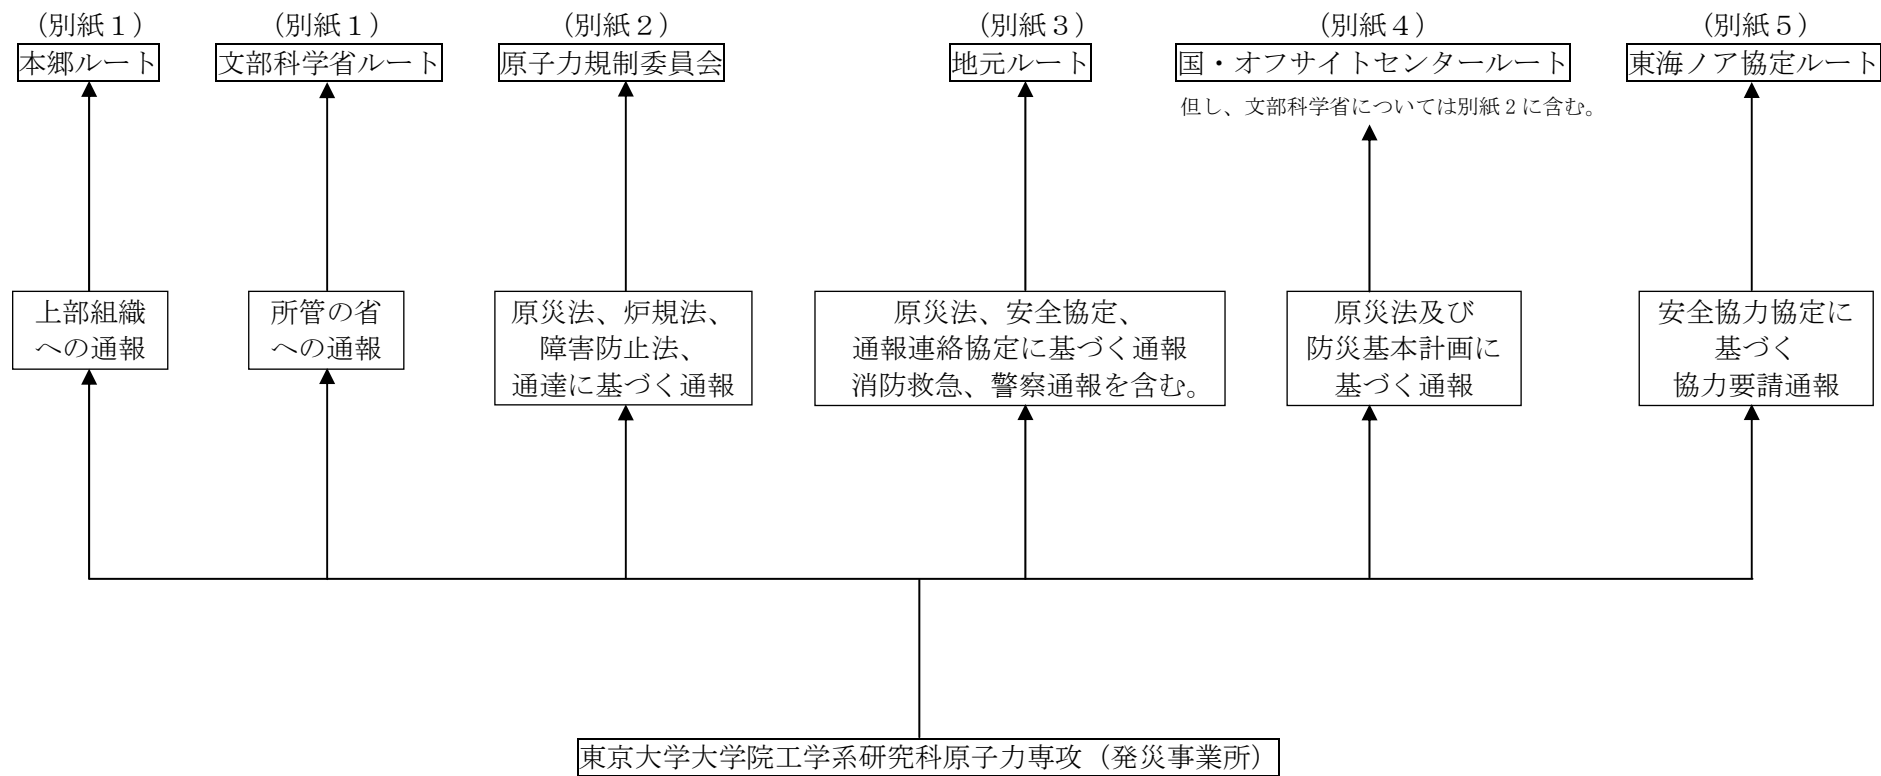 （別紙１）
本郷ルート
（別紙１）
文部科学省ルート
（別紙２）
原子力規制委員会
（別紙３）
地元ルート
（別紙４）
国・オフサイトセンタールート
但し、文部科学省については別紙２に含む。
（別紙５）
東海ノア協定ルート
上部組織
への通報
所管の省
への通報
原災法、炉規法、
障害防止法、
通達に基づく通報
原災法、安全協定、
通報連絡協定に基づく通報
消防救急、警察通報を含む。
原災法及び
防災基本計画に
基づく通報
安全協力協定に
基づく
協力要請通報
東京大学大学院工学系研究科原子力専攻（発災事業所）